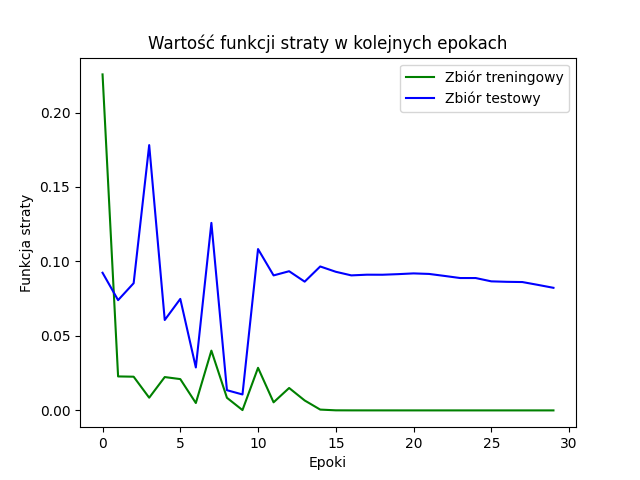 Wartość funkcji straty w kolejnych epokach
Zbiór treningowy
Zbiór testowy
Funkcja straty
0.20
0.15
0.10
0.05
0.00
0 5 10 15 20 25 30
Epoki